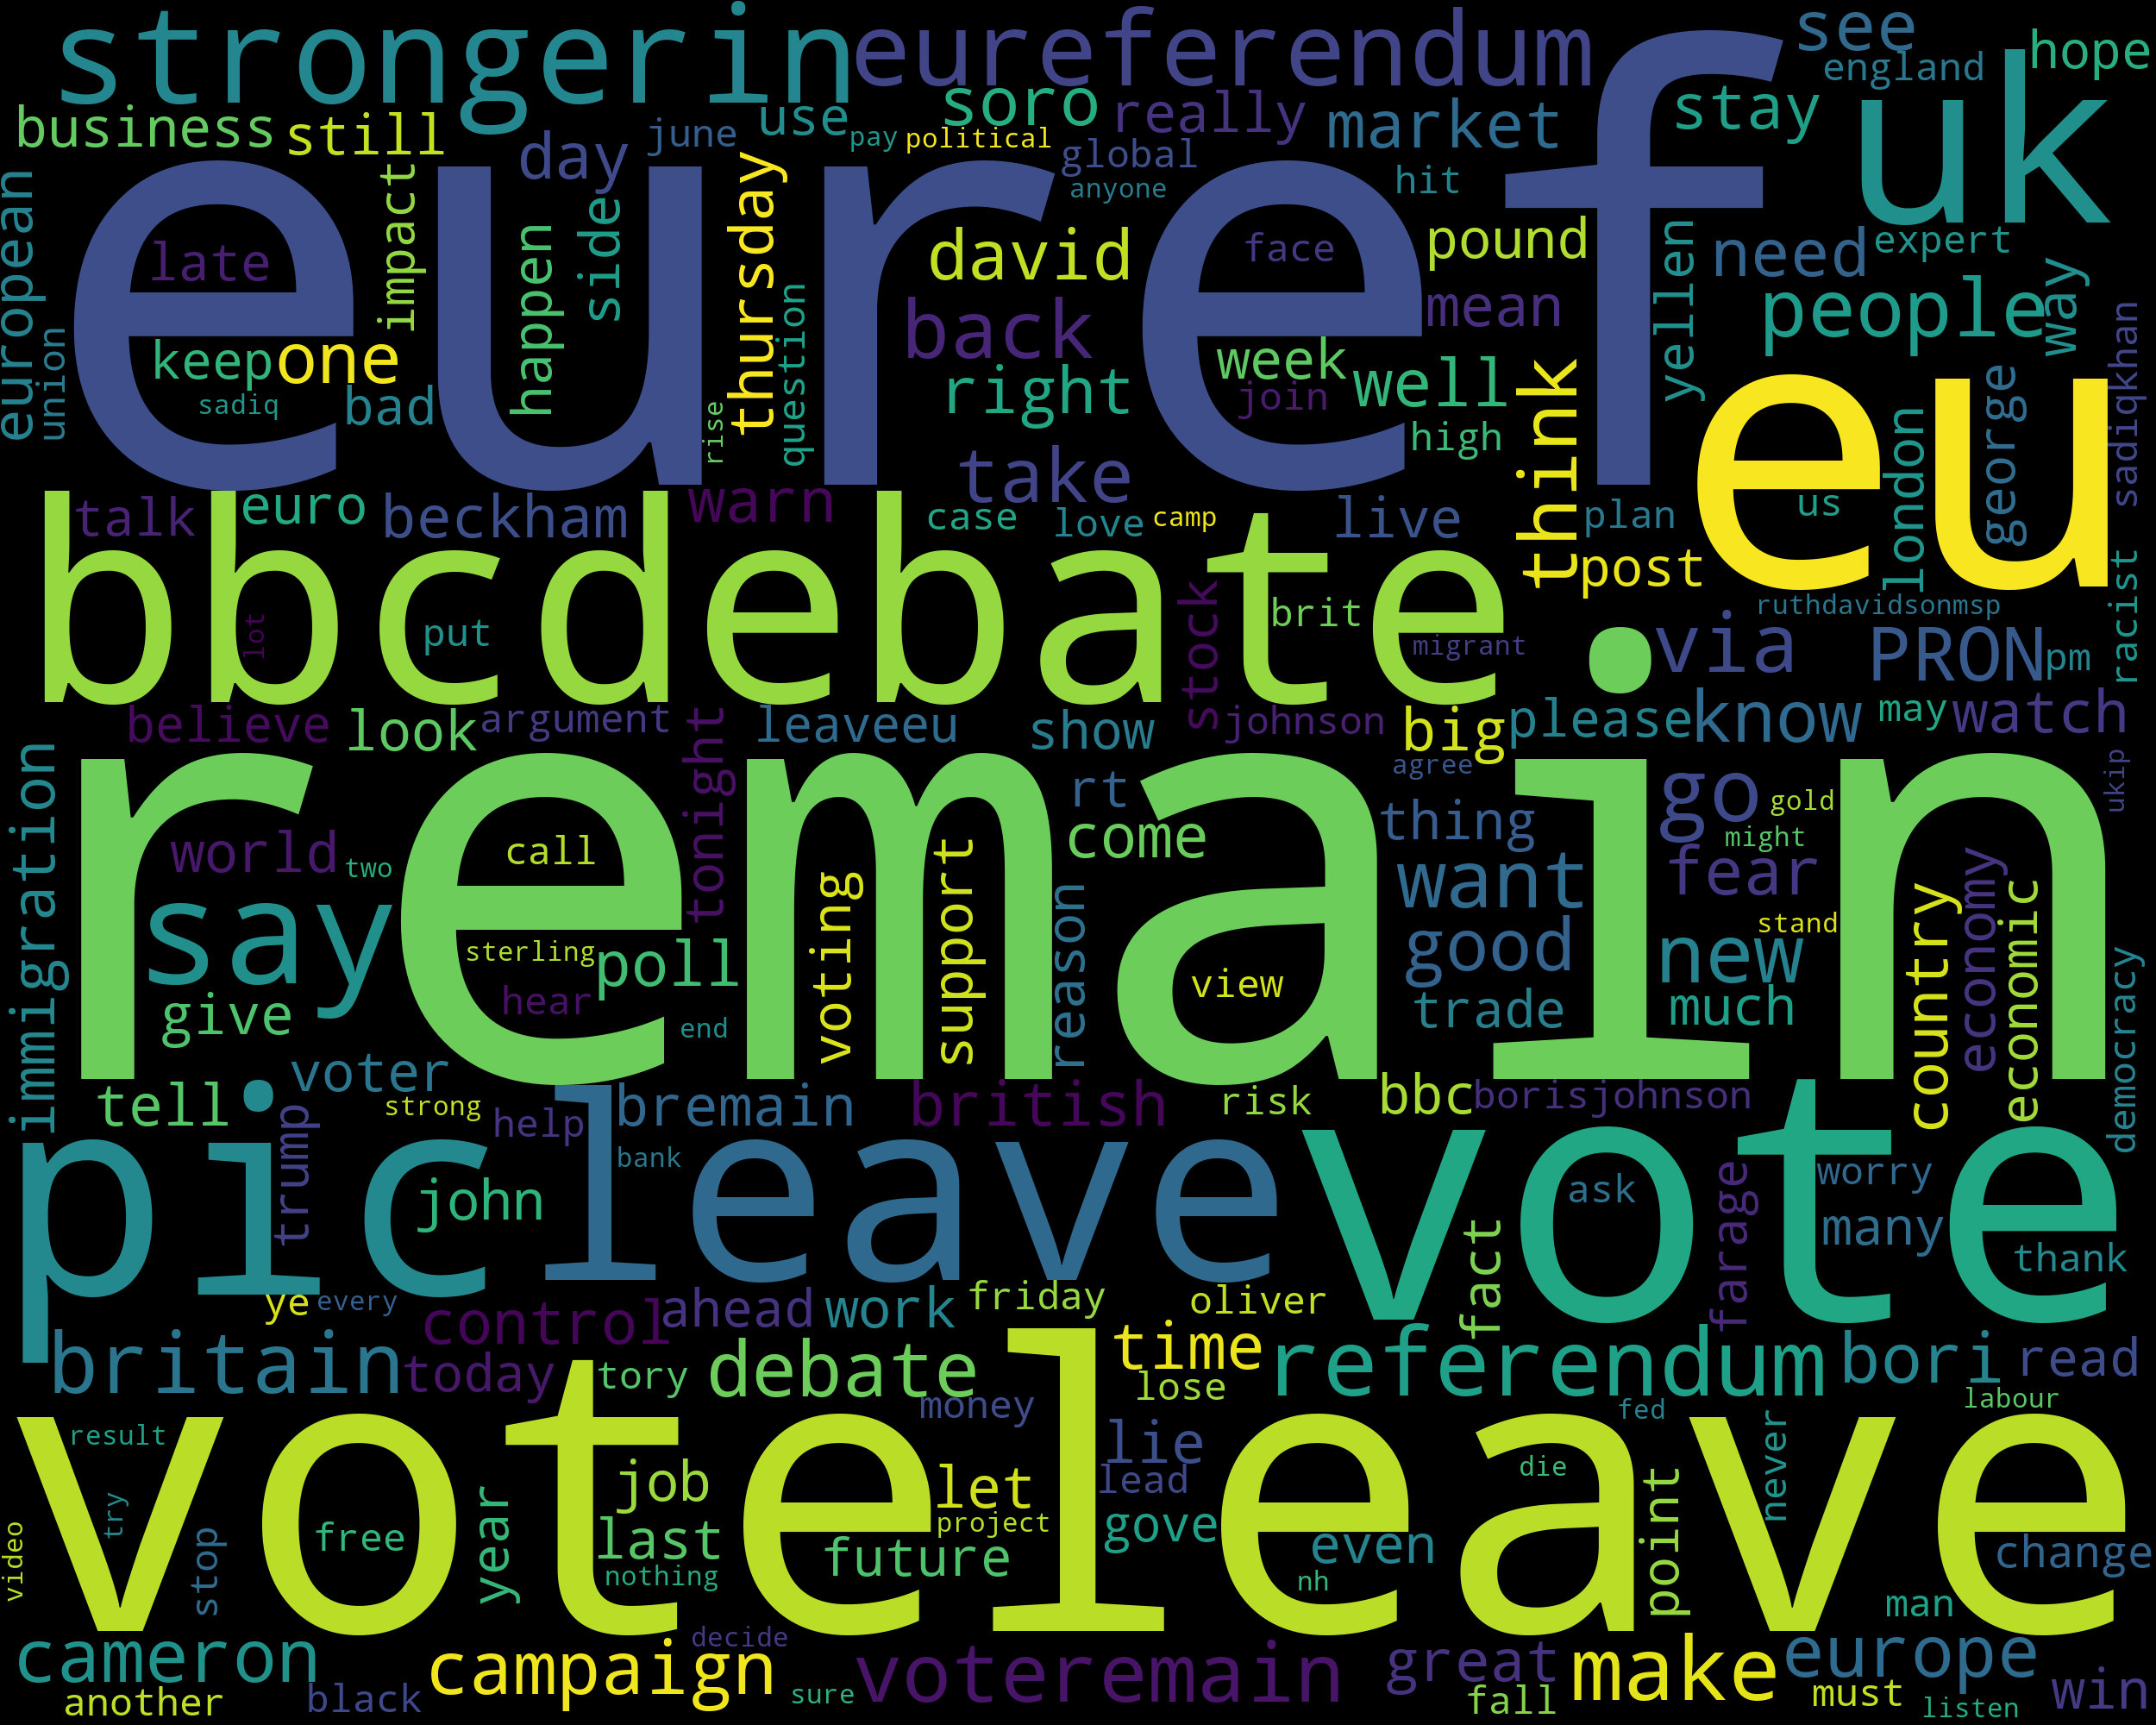 strongerin
eureferendum
see
hope
england
uk
business
still
day
june
use
pay
soro
political
really
global
anyone
market
hit
stay
euref
european
late
impact
happen
side
thursday
david
face
pound
yellen
need
expert
people
way
union
keep
one
sadiq
bad
rise
question
back
right
week
join
mean
well
high
think
eu
london
george
sadiqkhan
talk
euro
beckham
warn
take
case
love
camp
live
plan
post
us
bbcdebate
lot
put
stock
brit
migrant
ruthdavidsonmsp
racist
via
PRON
pm
believe
look
argument
tonight
leaveeu
show
johnson
big
agree
please
know
may
watch
ukip
remain
immigration
world
two
call
say
sterling
hear
poll
end
give
voting
support
reason
rt
come
view
thing
want
good
trade
go
gold
might
fear
stand
new
much
country
economy
economic
democracy
tell
voter
strong
help
bremain
bank
british
risk
bbc
borisjohnson
pic
trump
john
leave
vote
fact
ask
farage
worry
many
thank
ye
every
control
ahead
work
friday
oliver
britain
today
tory
debate
time
lose
referendum
bori
read
labour
voteleave
result
try
video
stop
free
year
job
last
nothing
money
let
project
future
lie
lead
gove
even
nh
die
fed
point
never
change
man
cameron
another
black
campaign
decide
sure
voteremain
great
fall
make
europe
must
listen
win